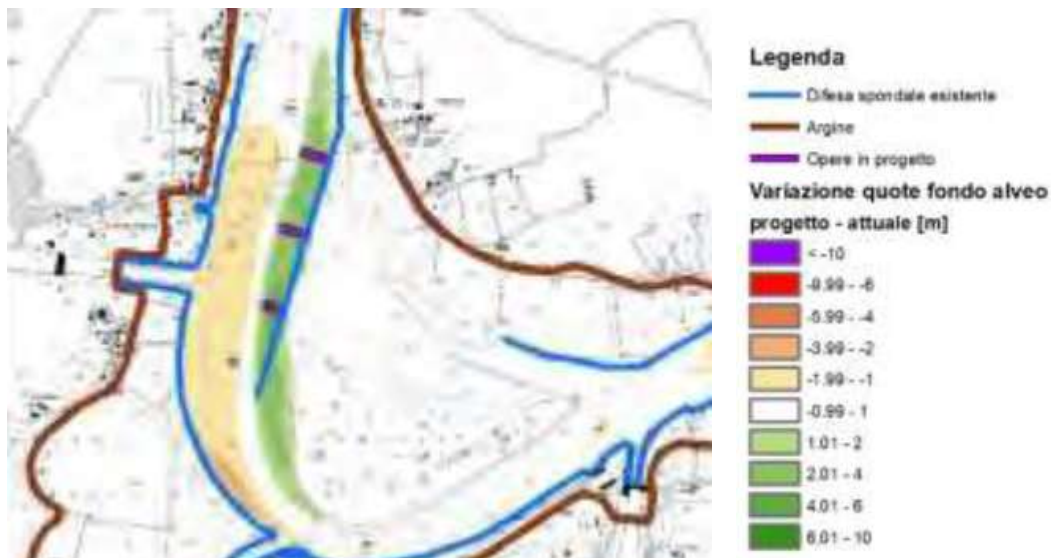 Legenda
Difesa spondale esistente
Argine
Opere in progetto
Variazione quote fondo alveo
progetto - attuale [m]
< -10
-9.99 - -6
-5.99 - -4
-3.99 - -2
-1.99 - -1
-0.99 - 1
1.01 - 2
2.01 - 4
4.01 - 6
6.01 - 10